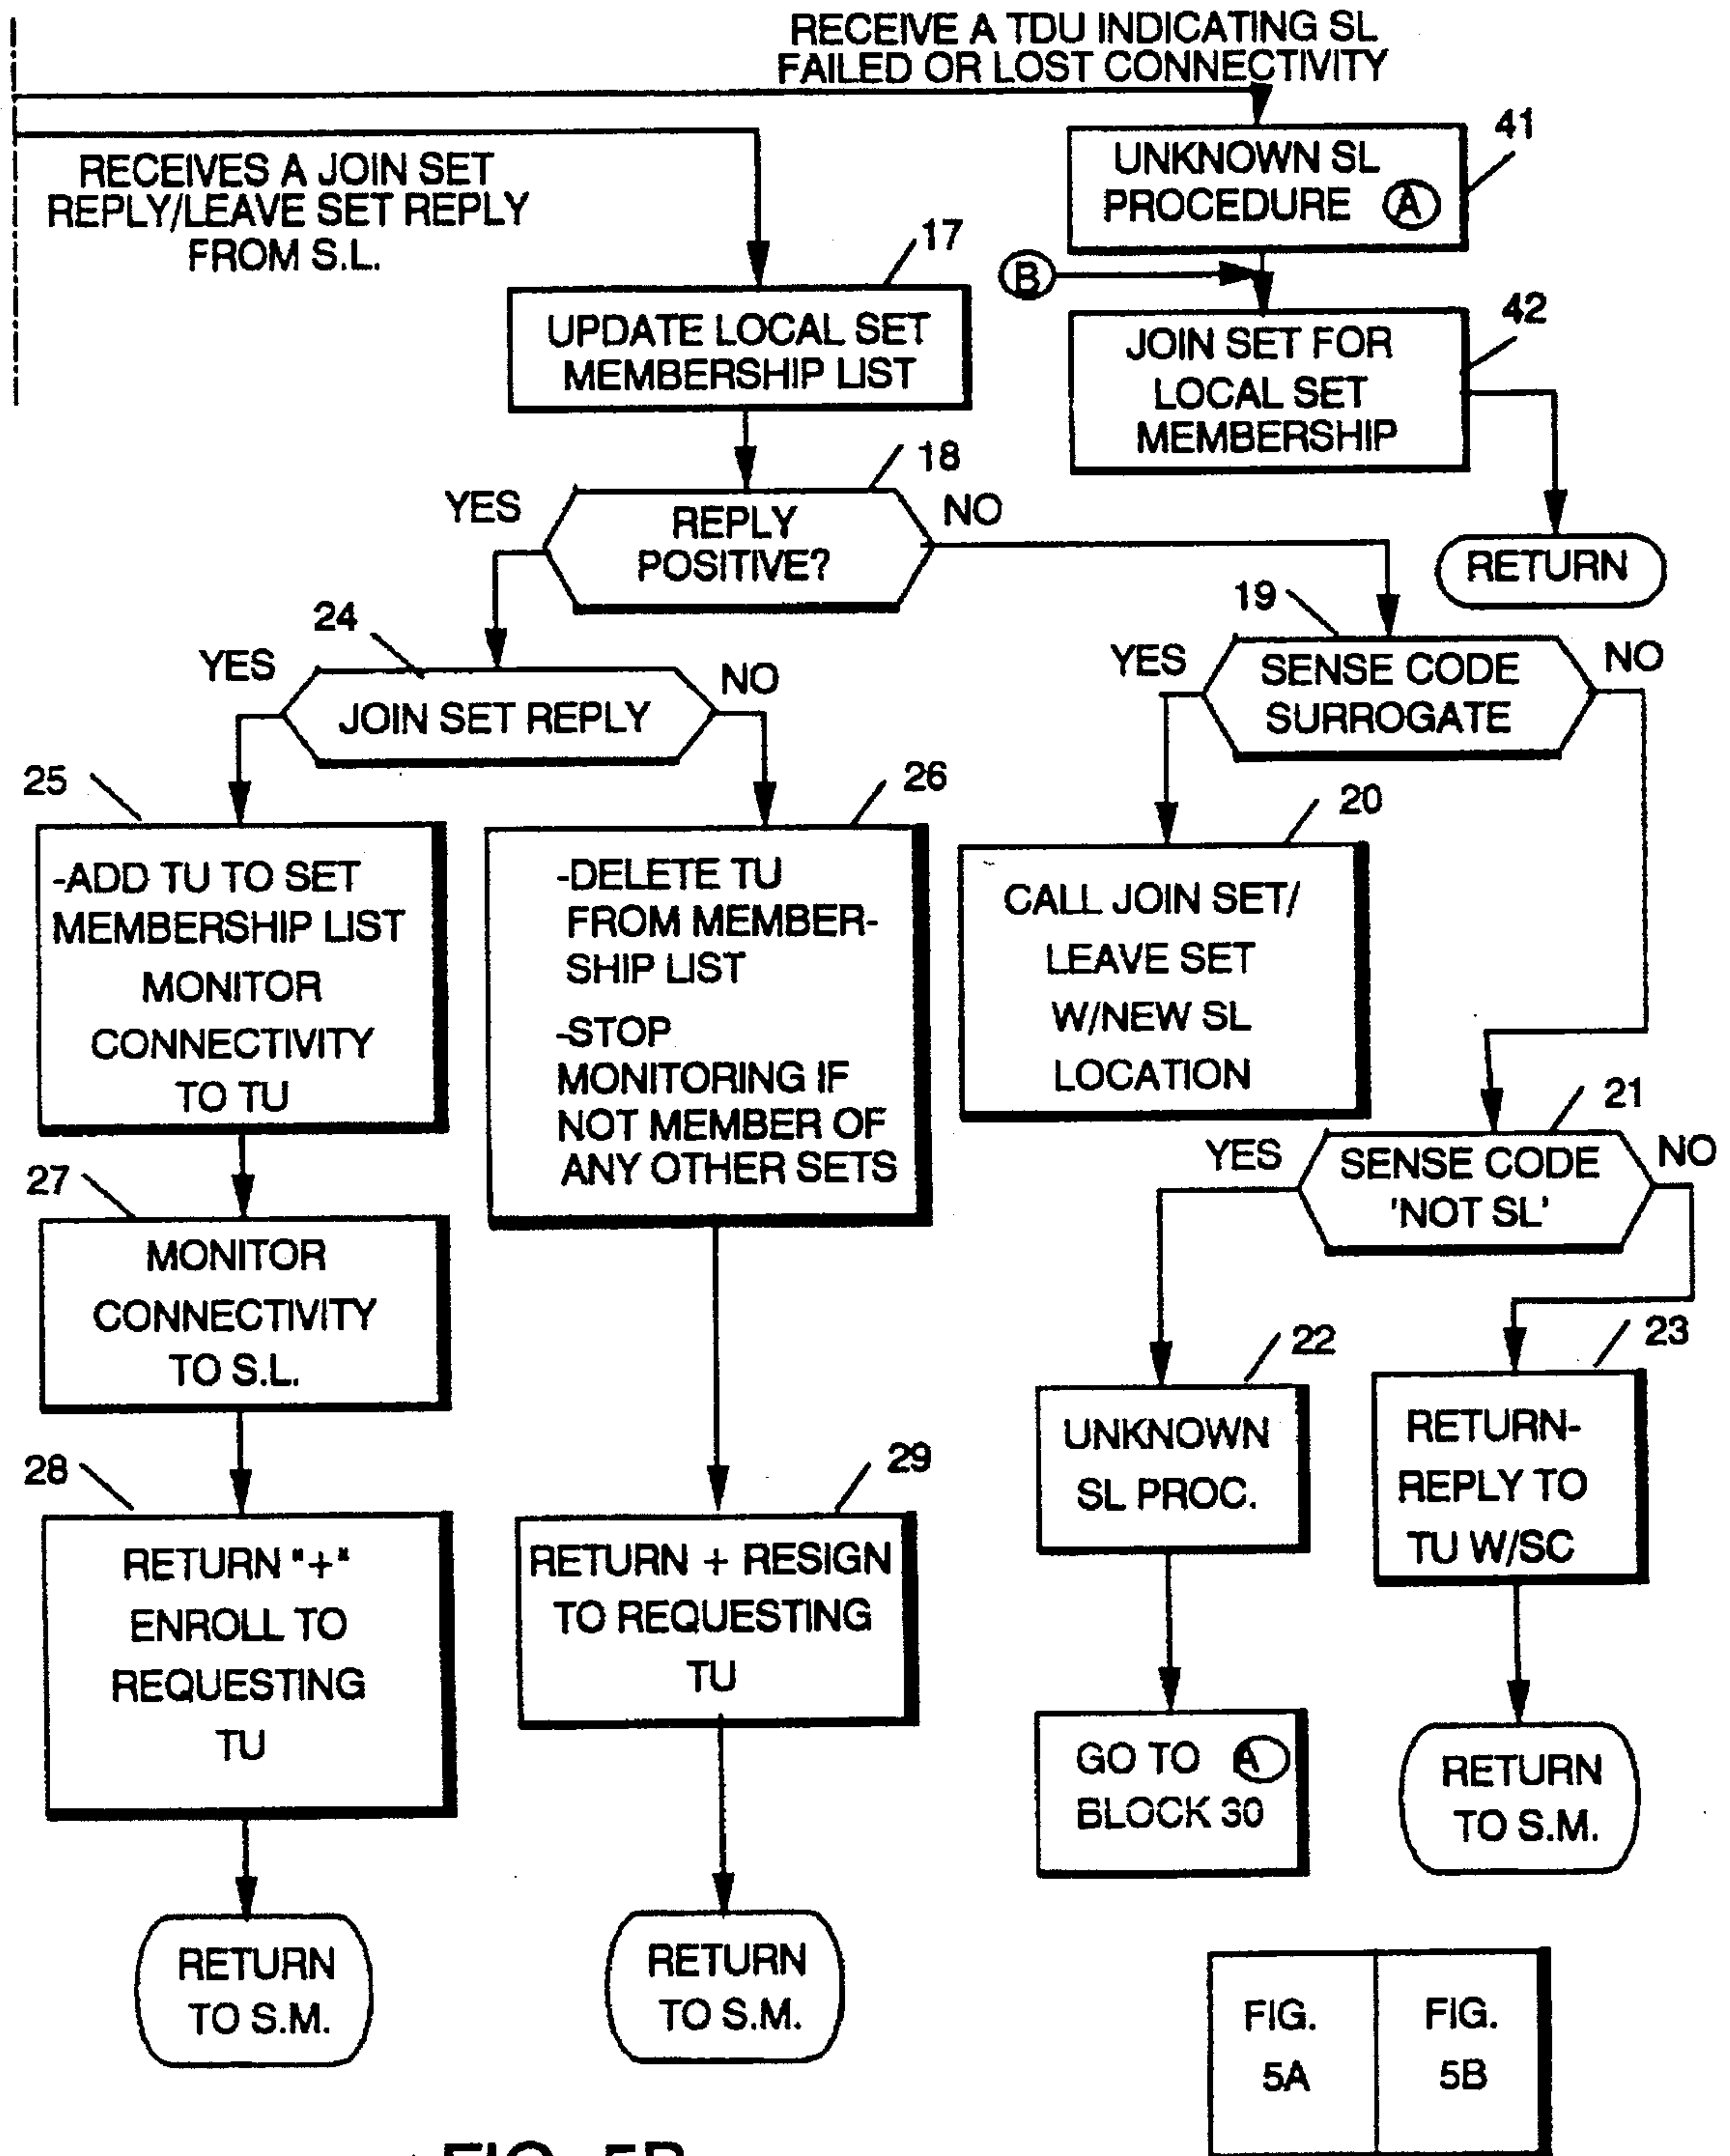 RECEIVE A TDU INDICATING SL
FAILED OR LOST CONNECTIVITY
RECEIVES A JOIN SET
REPLY/LEAVE SET REPLY
FROM S.L.
41
UNKNOWN SL
PROCEDURE A
B
17
UPDATE LOCAL SET
MEMBERSHIP LIST
42
JOIN SET FOR
LOCAL SET
MEMBERSHIP
RETURN
18
YES
REPLY
POSITIVE?
NO
24
YES
JOIN SET REPLY
NO
19
YES
SENSE CODE
SURROGATE
NO
25
-ADD TU TO SET
MEMBERSHIP LIST
MONITOR
CONNECTIVITY
TO TU
26
-DELETE TU
FROM MEMBER-
SHIP LIST
-STOP
MONITORING IF
NOT MEMBER OF
ANY OTHER SETS
20
CALL JOIN SET/
LEAVE SET
W/NEW SL
LOCATION
21
YES
SENSE CODE
'NOT SL'
NO
27
MONITOR
CONNECTIVITY
TO S.L.
22
UNKNOWN
SL PROC.
23
RETURN-
REPLY TO
TU W/SC
28
RETURN "+"
ENROLL TO
REQUESTING
TU
29
RETURN + RESIGN
TO REQUESTING
TU
GO TO A
BLOCK 30
RETURN
TO S.M.
RETURN
TO S.M.
RETURN
TO S.M.
FIG.
5A
FIG.
5B
FIG. 5B